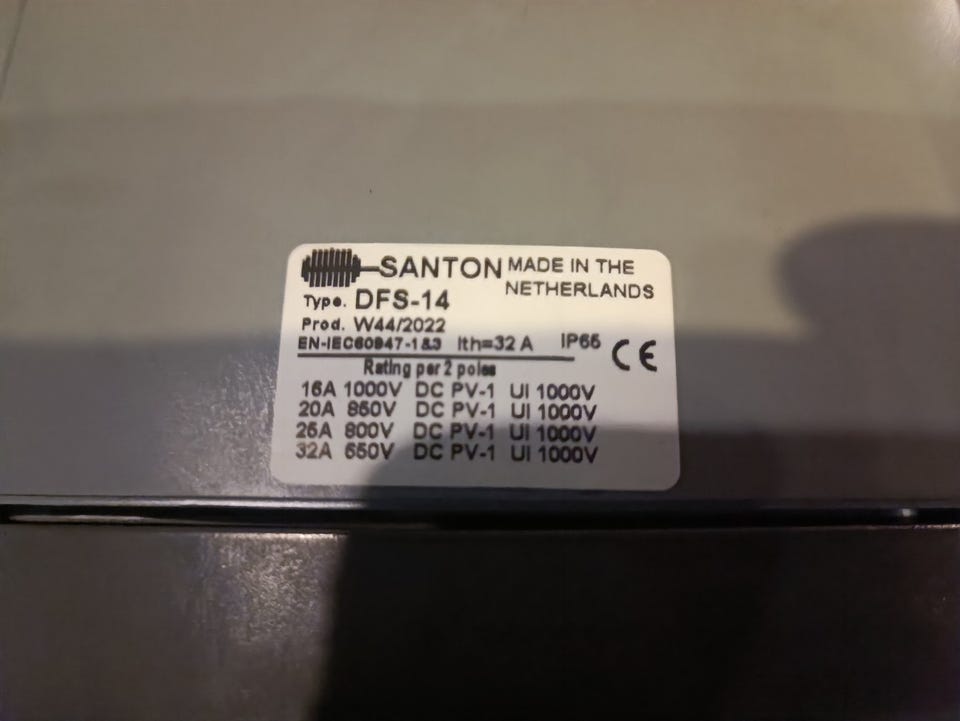 SANTON MADE IN THE
NETHERLANDS
Type. DFS-14
Prod. W44/2022
EN-IEC60947-1&3 Ith=32 A IP65
Rating per 2 poles
16A 1000V DC PV-1 UI 1000V
20A 850V DC PV-1 UI 1000V
25A 800V DC PV-1 UI 1000V
32A 650V DC PV-1 UI 1000V
CE